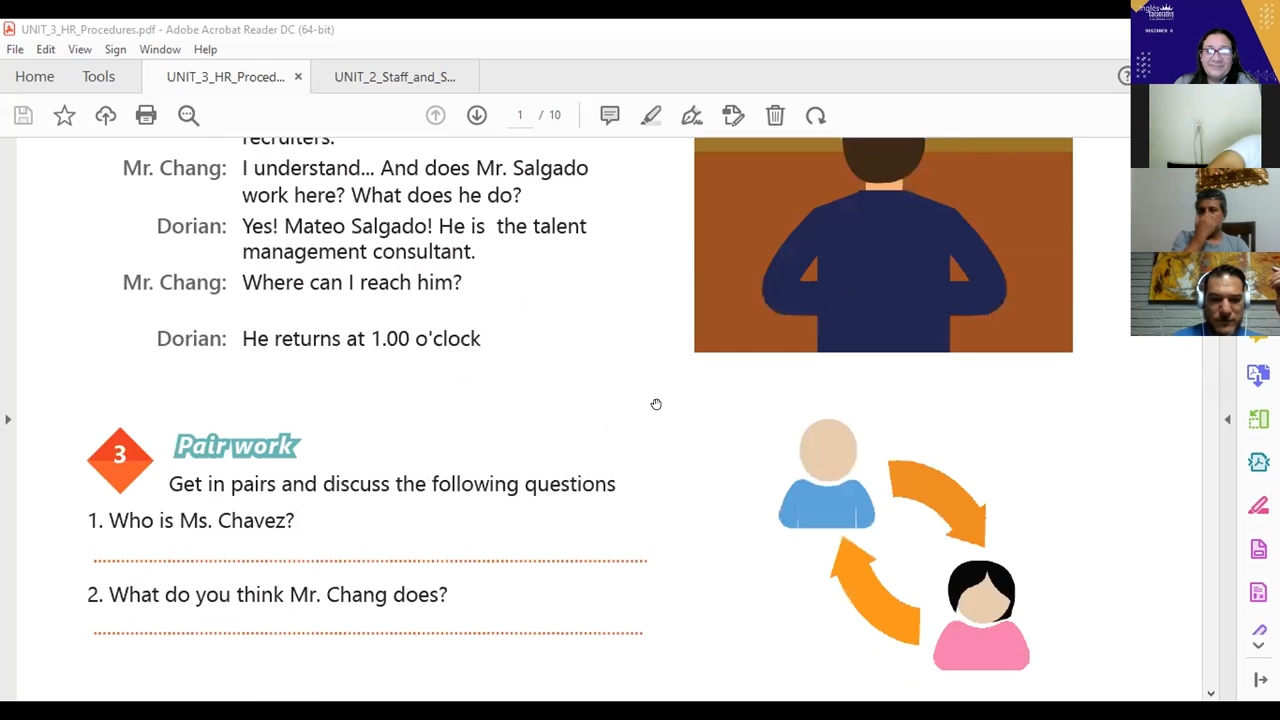 UNIT_3_HR_Procedures.pdf - Adobe Acrobat Reader DC (64-bit)
File Edit View Sign Window Help
Home Tools UNIT_3_HR_Proced... × UNIT_2_Staff_and_S...
1 / 10
recruiters.
Mr. Chang: I understand... And does Mr. Salgado
work here? What does he do?
Dorian: Yes! Mateo Salgado! He is the talent
management consultant.
Mr. Chang: Where can I reach him?
Dorian: He returns at 1.00 o'clock
3 Pair work
Get in pairs and discuss the following questions
1. Who is Ms. Chavez?
2. What do you think Mr. Chang does?
Inglés
Corporativo
BEGINNER 6